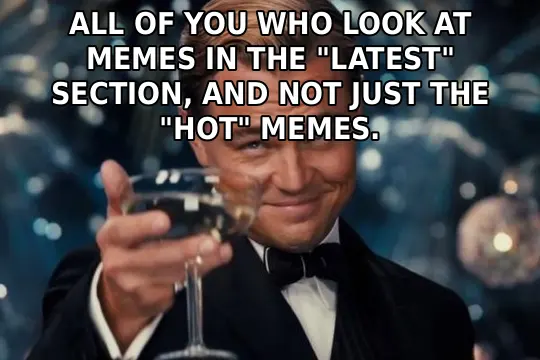 ALL OF YOU WHO LOOK AT
MEMES IN THE "LATEST"
SECTION, AND NOT JUST THE
"HOT" MEMES.